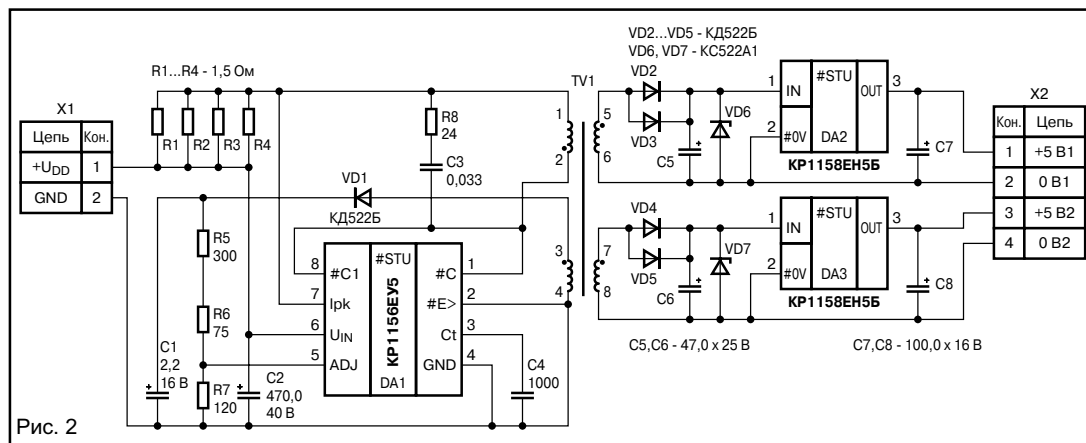 VD2...VD5 - КД522Б
VD6, VD7 - КС522А1
R1...R4 - 1,5 Ом
X1
Цепь Кон.
+UDD 1
GND 2
R1 R2 R3 R4
R8
24
C3
0,033
VD1
КД522Б
R5
300
R6
75
R7
120
C1
2,2
16 В
C2
470,0
40 В
8 #C1 #STU #C 1
7 Ipk #E> 2
6 UIN Ct 3
5 ADJ GND 4
КР1156ЕУ5
DA1
C4
1000
TV1
1
2
3
4
5
6
7
8
VD2
VD3
C5
VD6
1 IN #STU OUT 3
2 #0V DA2
КР1158ЕН5Б
C7
VD4
VD5
C6
VD7
1 IN #STU OUT 3
2 #0V DA3
КР1158ЕН5Б
C8
X2
Кон. Цепь
1 +5 В1
2 0 В1
3 +5 В2
4 0 В2
C5,C6 - 47,0 x 25 В
C7,C8 - 100,0 x 16 В
Рис. 2